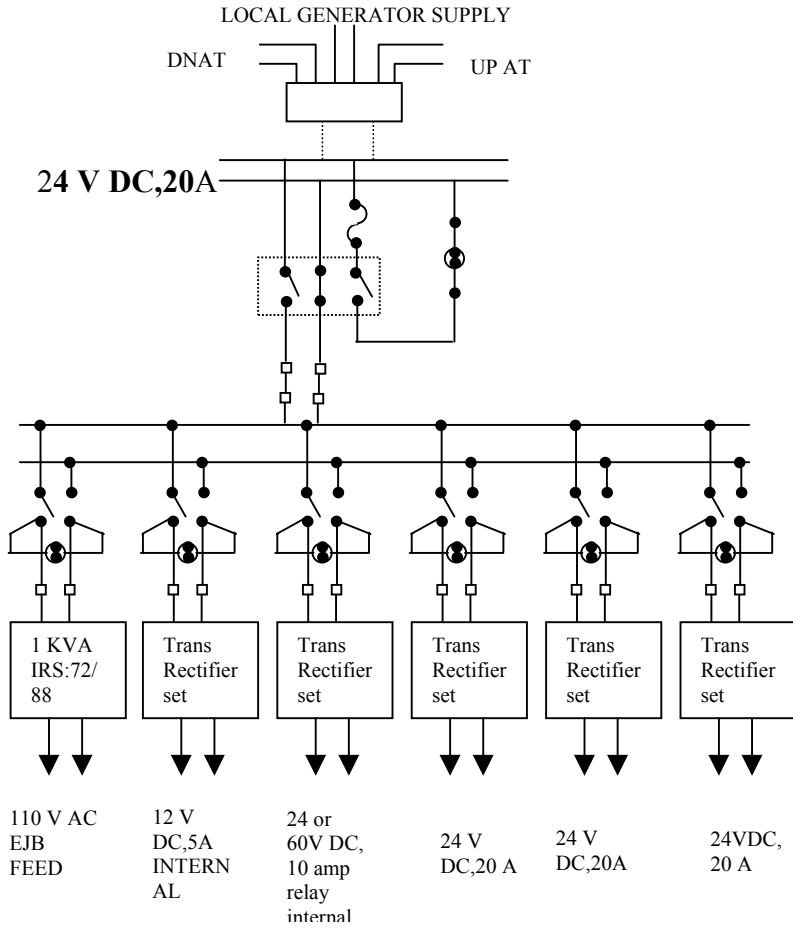 LOCAL GENERATOR SUPPLY
DNAT
UP AT
24 V DC,20A
1 KVA
IRS:72/
88
Trans
Rectifier
set
Trans
Rectifier
set
Trans
Rectifier
set
Trans
Rectifier
set
Trans
Rectifier
set
110 V AC
EJB
FEED
12 V
DC,5A
INTERN
AL
24 or
60V DC,
10 amp
relay
internal
24 V
DC,20 A
24 V
DC,20A
24VDC,
20 A